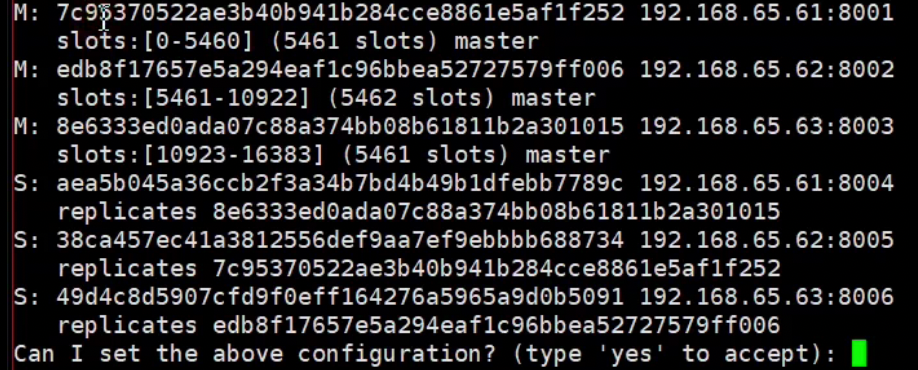 M: 7c95370522ae3b40b941b284cce8861e5af1f252 192.168.65.61:8001
   slots:[0-5460] (5461 slots) master
M: edb8f17657e5a294eaf1c96bbea52727579ff006 192.168.65.62:8002
   slots:[5461-10922] (5462 slots) master
M: 8e6333ed0ada07c88a374bb08b61811b2a301015 192.168.65.63:8003
   slots:[10923-16383] (5461 slots) master
S: aea5b045a36ccb2f3a34b7bd4b49b1dfebb7789c 192.168.65.61:8004
   replicates 8e6333ed0ada07c88a374bb08b61811b2a301015
S: 38ca457ec41a3812556def9aa7ef9ebbbb688734 192.168.65.62:8005
   replicates 7c95370522ae3b40b941b284cce8861e5af1f252
S: 49d4c8d5907cfd9f0eff164276a5965a9d0b5091 192.168.65.63:8006
   replicates edb8f17657e5a294eaf1c96bbea52727579ff006
Can I set the above configuration? (type 'yes' to accept):